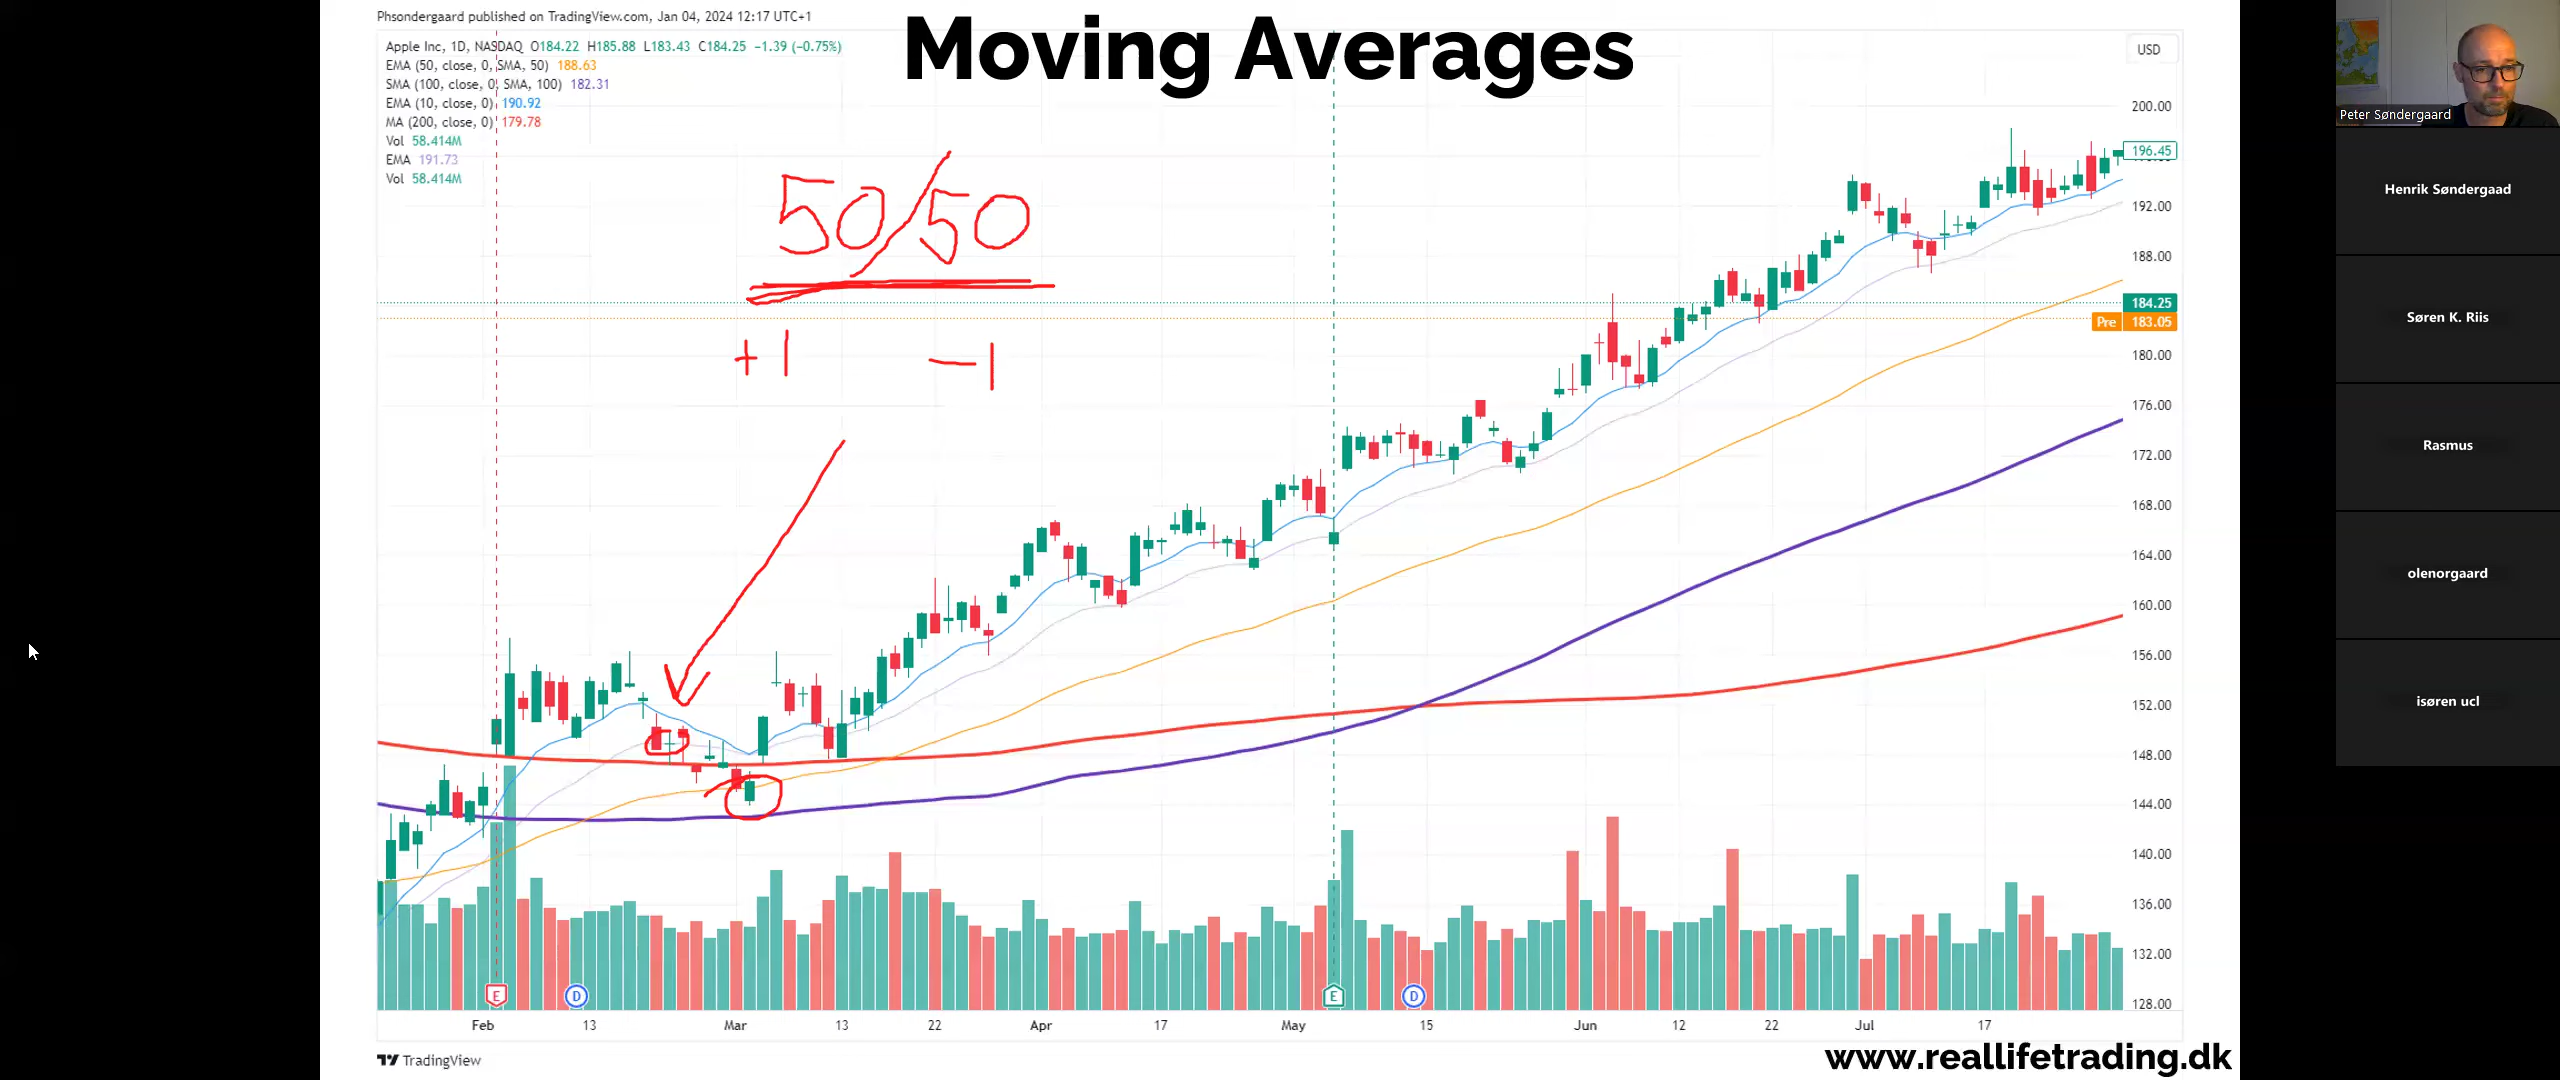 Phsondergaard published on TradingView.com, Jan 04, 2024 12:17 UTC+1
Moving Averages
Apple Inc, 1D, NASDAQ O184.22 H185.88 L183.43 C184.25 −1.39 (−0.75%)
EMA (50, close, 0, SMA, 50) 188.63
SMA (100, close, 0, SMA, 100) 182.31
EMA (10, close, 0) 190.92
MA (200, close, 0) 179.78
Vol 58.414M
EMA 191.73
Vol 58.414M
50/50
+1 −1
USD
200.00
196.45
192.00
188.00
184.25
Pre 183.05
180.00
176.00
172.00
168.00
164.00
160.00
156.00
152.00
148.00
144.00
140.00
136.00
132.00
128.00
E D E D
Feb 13 Mar 13 22 Apr 17 May 15 Jun 12 22 Jul 17
TradingView
www.reallifetrading.dk
Peter Søndergaard
Henrik Søndergaad
Søren K. Riis
Rasmus
olenorgaard
isøren ucl